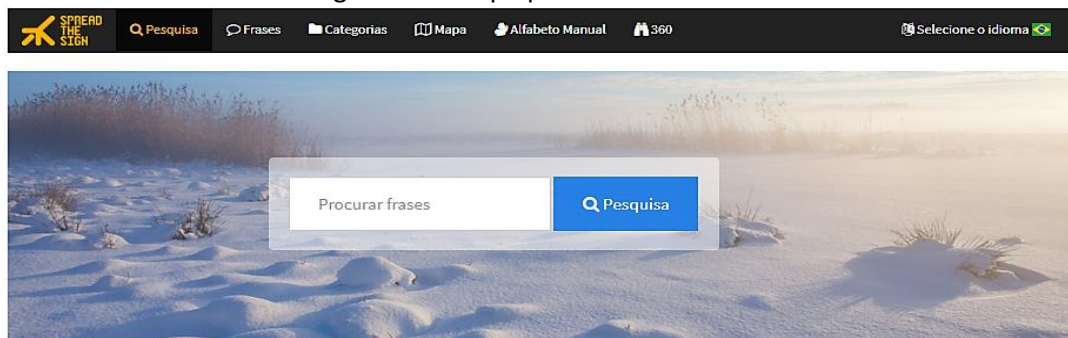 SPREAD
THE
SIGN
Pesquisa Frases Categorias Mapa Alfabeto Manual 360 Selecione o idioma
Procurar frases Pesquisa